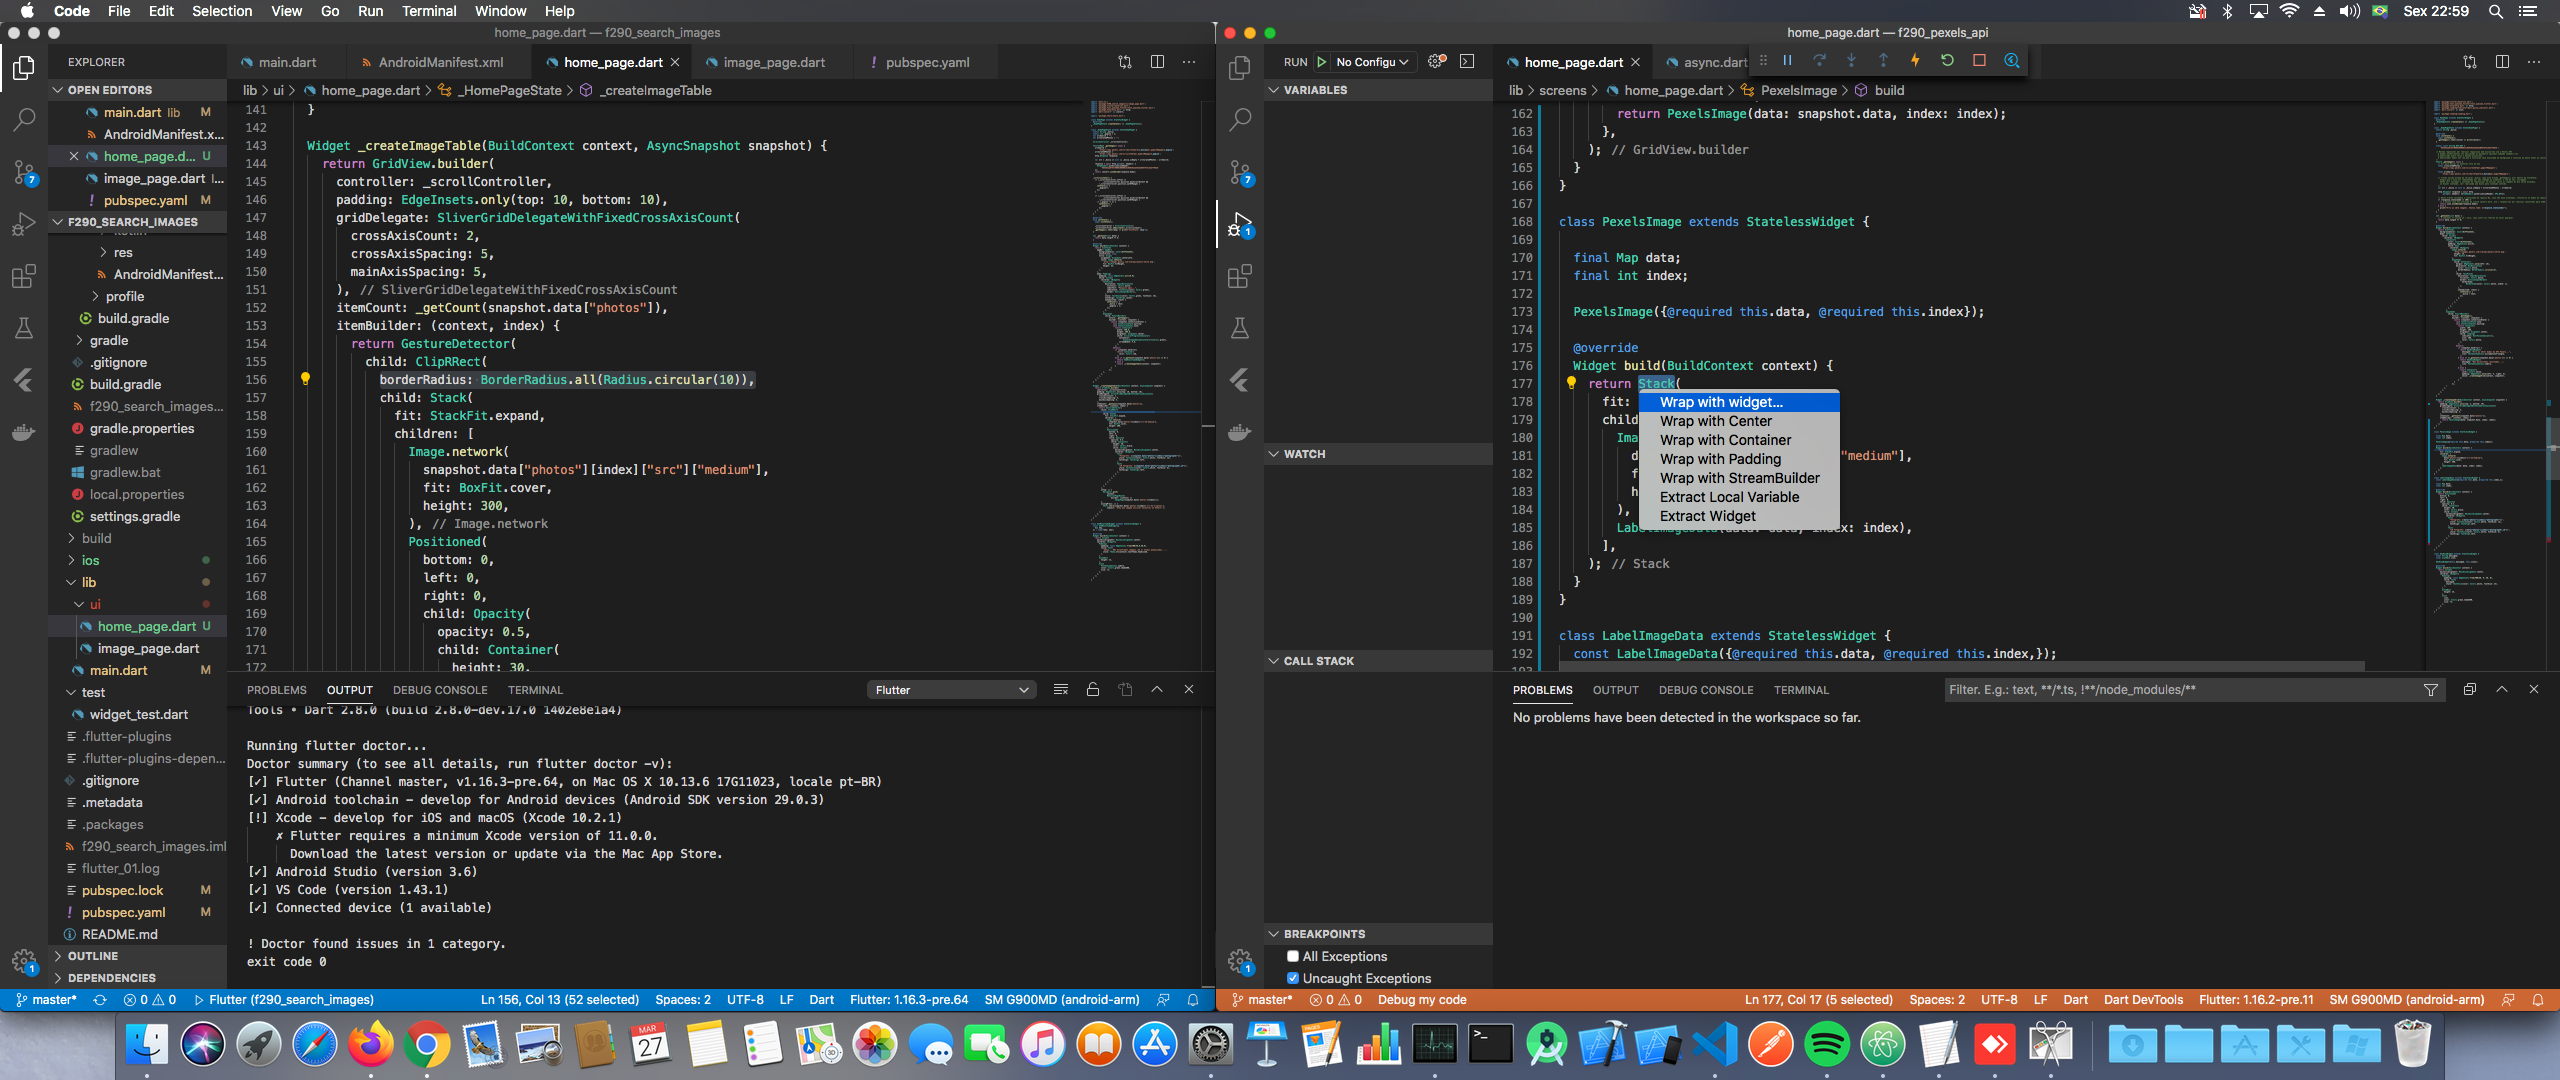 Code File Edit Selection View Go Run Terminal Window Help
Sex 22:59
home_page.dart — f290_search_images
EXPLORER
main.dart
AndroidManifest.xml
home_page.dart
image_page.dart
! pubspec.yaml
OPEN EDITORS
main.dart lib M
AndroidManifest.x...
home_page.d... U
image_page.dart l...
! pubspec.yaml M
F290_SEARCH_IMAGES
res
AndroidManifest...
profile
build.gradle
gradle
.gitignore
build.gradle
f290_search_images...
gradle.properties
gradlew
gradlew.bat
local.properties
settings.gradle
build
ios
lib
ui
home_page.dart U
image_page.dart
main.dart M
test
widget_test.dart
.flutter-plugins
.flutter-plugins-depen...
.gitignore
.metadata
.packages
f290_search_images.iml
flutter_01.log
pubspec.lock M
! pubspec.yaml M
README.md
OUTLINE
DEPENDENCIES
7
1
lib > ui > home_page.dart > _HomePageState > _createImageTable
141 }
142
143 Widget _createImageTable(BuildContext context, AsyncSnapshot snapshot) {
144 return GridView.builder(
145 controller: _scrollController,
146 padding: EdgeInsets.only(top: 10, bottom: 10),
147 gridDelegate: SliverGridDelegateWithFixedCrossAxisCount(
148 crossAxisCount: 2,
149 crossAxisSpacing: 5,
150 mainAxisSpacing: 5,
151 ), // SliverGridDelegateWithFixedCrossAxisCount
152 itemCount: _getCount(snapshot.data["photos"]),
153 itemBuilder: (context, index) {
154 return GestureDetector(
155 child: ClipRRect(
156 borderRadius: BorderRadius.all(Radius.circular(10)),
157 child: Stack(
158 fit: StackFit.expand,
159 children: [
160 Image.network(
161 snapshot.data["photos"][index]["src"]["medium"],
162 fit: BoxFit.cover,
163 height: 300,
164 ), // Image.network
165 Positioned(
166 bottom: 0,
167 left: 0,
168 right: 0,
169 child: Opacity(
170 opacity: 0.5,
171 child: Container(
172 height: 30,
PROBLEMS OUTPUT DEBUG CONSOLE TERMINAL
Flutter
Tools • Dart 2.8.0 (build 2.8.0-dev.17.0 1402e8e1a4)
Running flutter doctor...
Doctor summary (to see all details, run flutter doctor -v):
[✓] Flutter (Channel master, v1.16.3-pre.64, on Mac OS X 10.13.6 17G11023, locale pt-BR)
[✓] Android toolchain - develop for Android devices (Android SDK version 29.0.3)
[!] Xcode - develop for iOS and macOS (Xcode 10.2.1)
✗ Flutter requires a minimum Xcode version of 11.0.0.
Download the latest version or update via the Mac App Store.
[✓] Android Studio (version 3.6)
[✓] VS Code (version 1.43.1)
[✓] Connected device (1 available)
! Doctor found issues in 1 category.
exit code 0
master* 0 0 Flutter (f290_search_images) Ln 156, Col 13 (52 selected) Spaces: 2 UTF-8 LF Dart Flutter: 1.16.3-pre.64 SM G900MD (android-arm)
home_page.dart — f290_pexels_api
RUN No Configu
home_page.dart
async.dart
VARIABLES
WATCH
CALL STACK
BREAKPOINTS
All Exceptions
Uncaught Exceptions
7
1
1
lib > screens > home_page.dart > PexelsImage > build
162 return PexelsImage(data: snapshot.data, index: index);
163 },
164 ); // GridView.builder
165 }
166 }
167
168 class PexelsImage extends StatelessWidget {
169
170 final Map data;
171 final int index;
172
173 PexelsImage({@required this.data, @required this.index});
174
175 @override
176 Widget build(BuildContext context) {
177 return Stack(
178 fit:
179 child
180 Ima
181 d "medium"],
182 f
183 h
184 ),
185 LabelImageData(data: data, index: index),
186 ],
187 ); // Stack
188 }
189 }
190
191 class LabelImageData extends StatelessWidget {
192 const LabelImageData({@required this.data, @required this.index,});
Wrap with widget...
Wrap with Center
Wrap with Container
Wrap with Padding
Wrap with StreamBuilder
Extract Local Variable
Extract Widget
PROBLEMS OUTPUT DEBUG CONSOLE TERMINAL
Filter. E.g.: text, **/*.ts, !**/node_modules/**
No problems have been detected in the workspace so far.
master* 0 0 Debug my code Ln 177, Col 17 (5 selected) Spaces: 2 UTF-8 LF Dart Dart DevTools Flutter: 1.16.2-pre.11 SM G900MD (android-arm)
MAR
27
PAGES